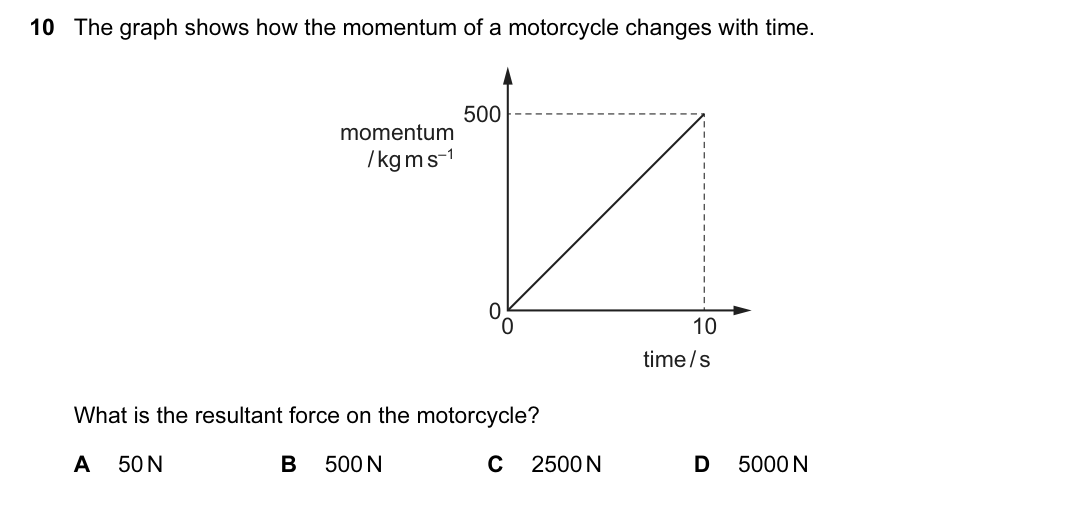 10 The graph shows how the momentum of a motorcycle changes with time.
500
momentum
/ kg m s⁻¹
0
0 10
time / s
What is the resultant force on the motorcycle?
A 50 N B 500 N C 2500 N D 5000 N